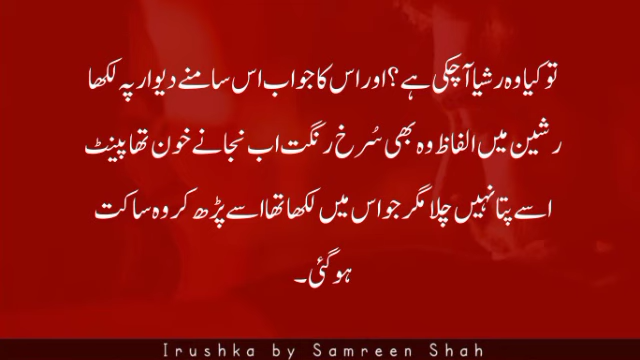 تو کیا وہ رشیا آ چکی ہے ؟ اور اس کا جواب اس سامنے دیوار پہ لکھا
رشین میں الفاظ وہ بھی سُرخ رنگت اب نجانے خون تھا پینٹ
اسے پتا نہیں چلا مگر جو اس میں لکھا تھا اسے پڑھ کر وہ ساکت
ہو گئی ۔
Irushka by Samreen Shah